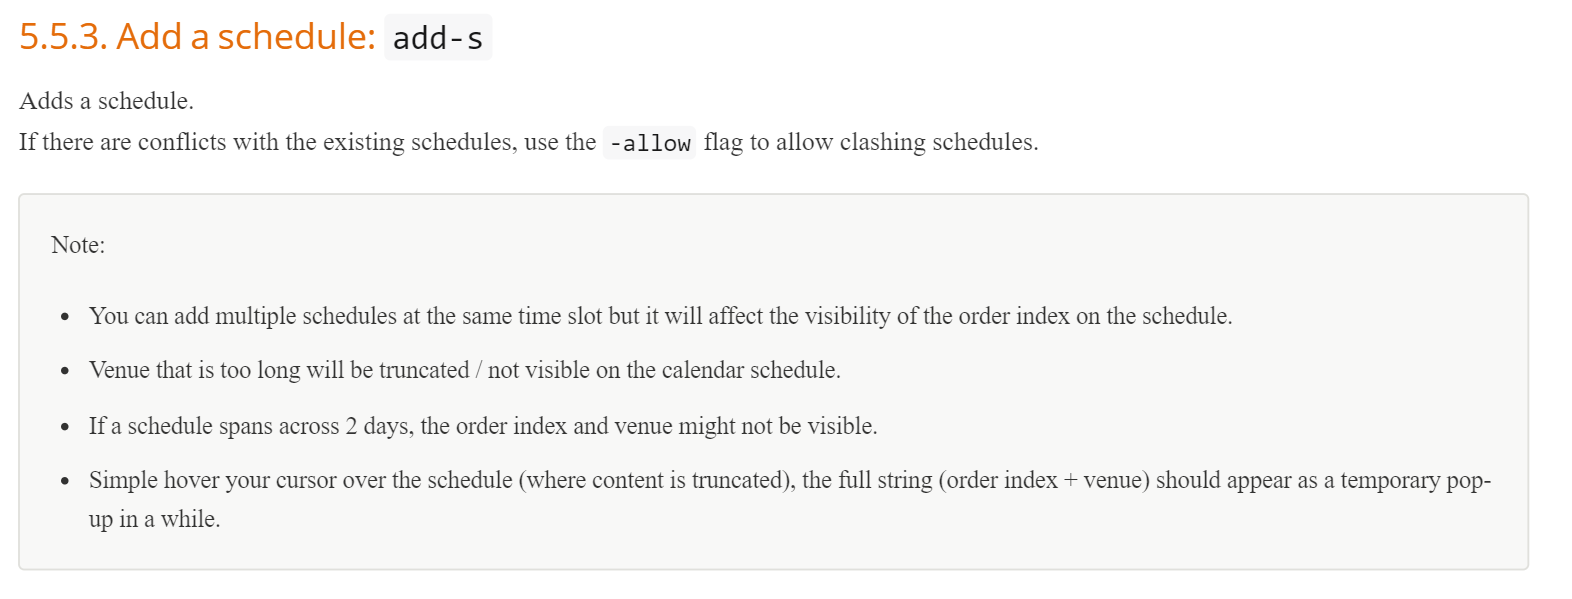 5.5.3. Add a schedule: add-s
Adds a schedule.
If there are conflicts with the existing schedules, use the -allow flag to allow clashing schedules.
Note:
• You can add multiple schedules at the same time slot but it will affect the visibility of the order index on the schedule.
• Venue that is too long will be truncated / not visible on the calendar schedule.
• If a schedule spans across 2 days, the order index and venue might not be visible.
• Simple hover your cursor over the schedule (where content is truncated), the full string (order index + venue) should appear as a temporary pop-
up in a while.